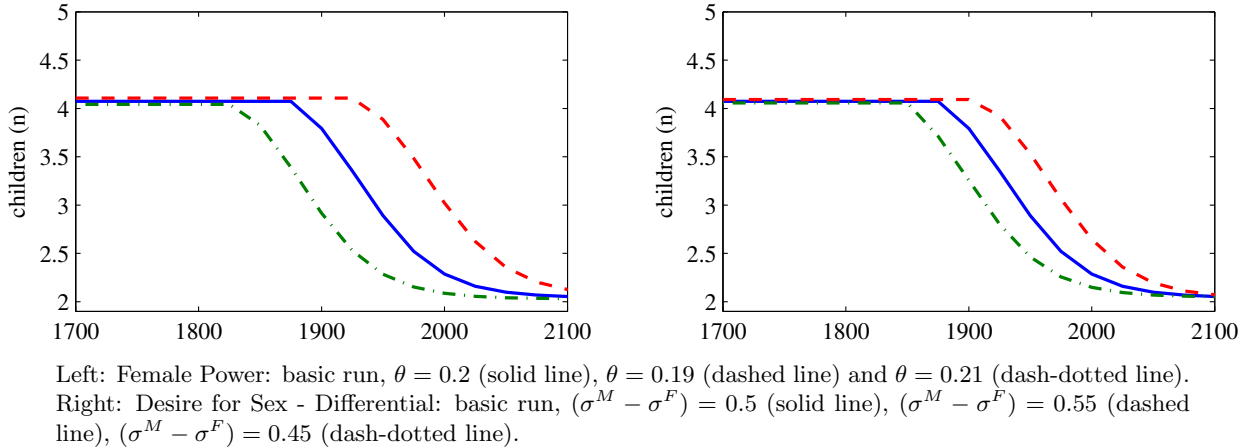 5
4.5
4
3.5
3
2.5
2
children (n)
1700 1800 1900 2000 2100
5
4.5
4
3.5
3
2.5
2
children (n)
1700 1800 1900 2000 2100
Left: Female Power: basic run, θ = 0.2 (solid line), θ = 0.19 (dashed line) and θ = 0.21 (dash-dotted line).
Right: Desire for Sex - Differential: basic run, (σ^M − σ^F) = 0.5 (solid line), (σ^M − σ^F) = 0.55 (dashed
line), (σ^M − σ^F) = 0.45 (dash-dotted line).